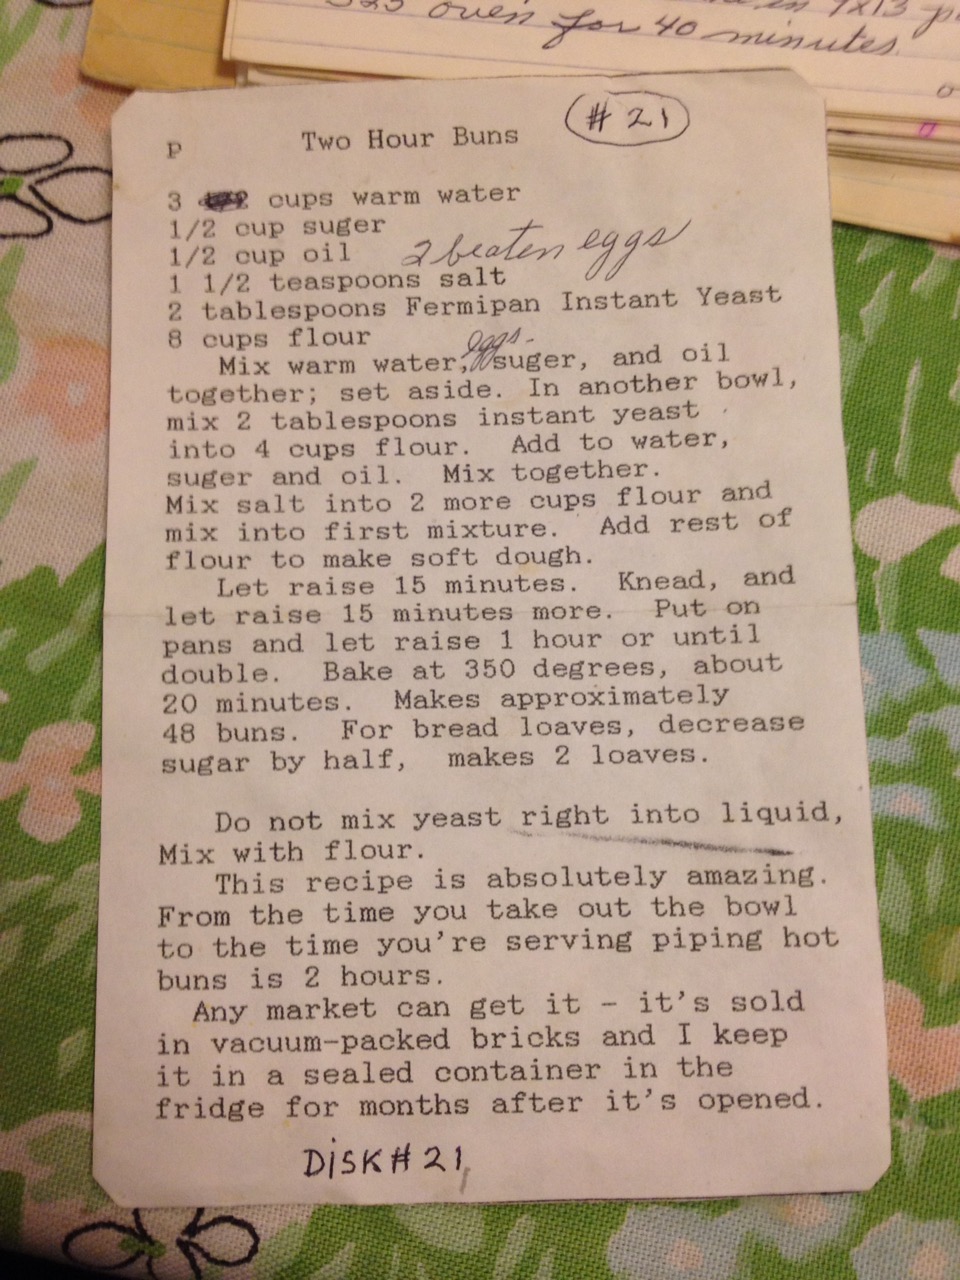 325 oven for 40 minutes.
# 21
P Two Hour Buns
3 cups warm water
1/2 cup suger
1/2 cup oil 2 beaten eggs
1 1/2 teaspoons salt
2 tablespoons Fermipan Instant Yeast
8 cups flour
eggs-
Mix warm water, suger, and oil
together; set aside. In another bowl,
mix 2 tablespoons instant yeast
into 4 cups flour. Add to water,
suger and oil. Mix together.
Mix salt into 2 more cups flour and
mix into first mixture. Add rest of
flour to make soft dough.
Let raise 15 minutes. Knead, and
let raise 15 minutes more. Put on
pans and let raise 1 hour or until
double. Bake at 350 degrees, about
20 minutes. Makes approximately
48 buns. For bread loaves, decrease
sugar by half, makes 2 loaves.
Do not mix yeast right into liquid,
Mix with flour.
This recipe is absolutely amazing.
From the time you take out the bowl
to the time you're serving piping hot
buns is 2 hours.
Any market can get it - it's sold
in vacuum-packed bricks and I keep
it in a sealed container in the
fridge for months after it's opened.
DiSK# 21